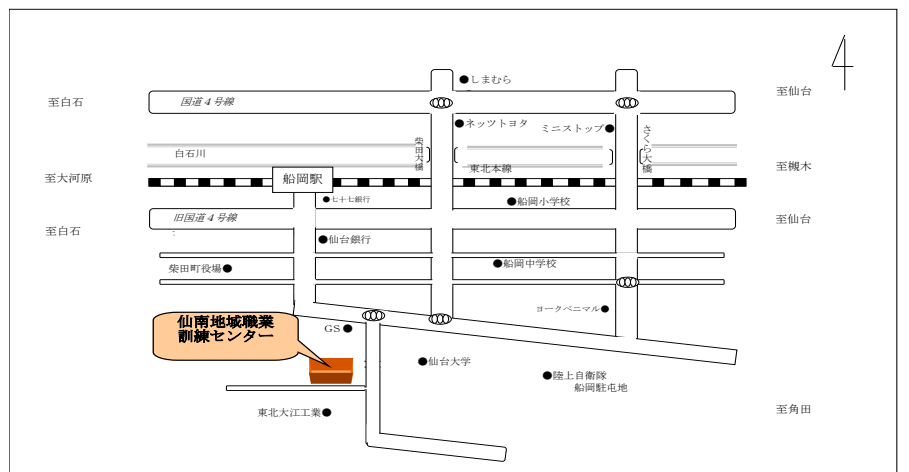 しまむら
至白石
国道4号線
至仙台
ネッツトヨタ
ミニストップ
柴田大橋
さくら大橋
白石川
東北本線
至槻木
至大河原
船岡駅
七十七銀行
船岡小学校
旧国道4号線
至仙台
至白石
仙台銀行
柴田町役場
船岡中学校
ヨークベニマル
仙南地域職業
訓練センター
GS
仙台大学
陸上自衛隊
船岡駐屯地
東北大江工業
至角田